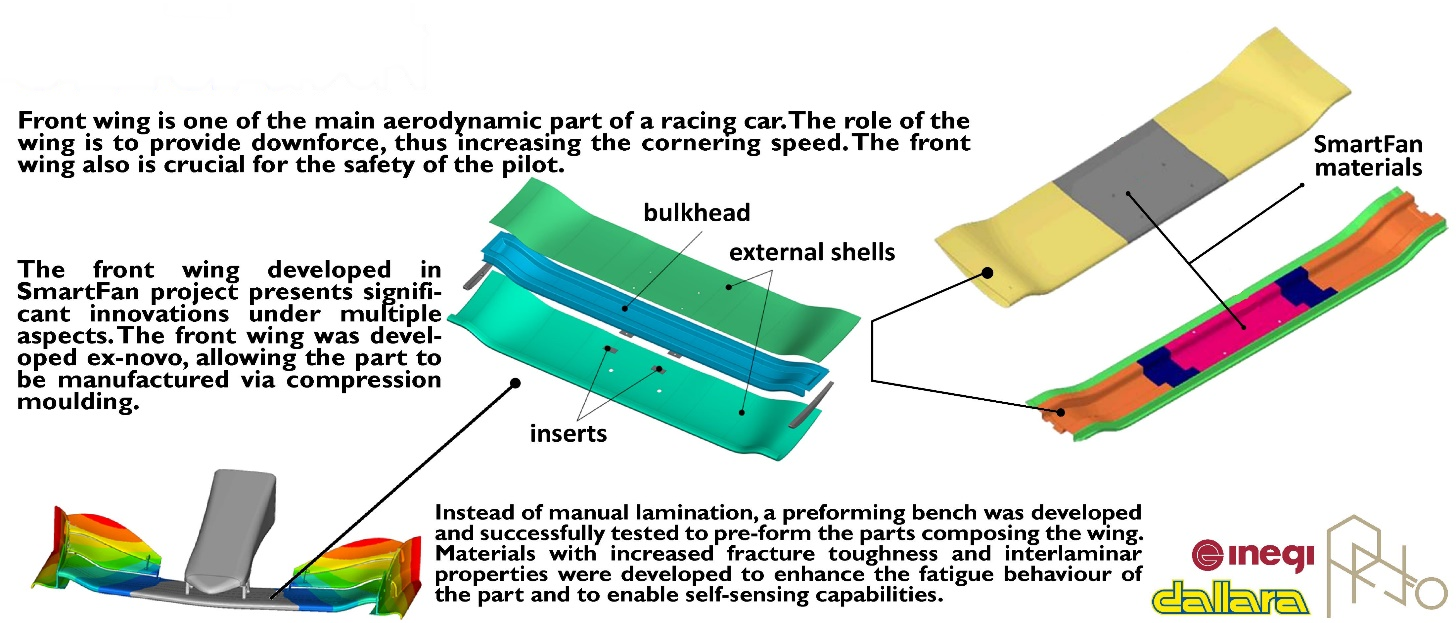 Front wing is one of the main aerodynamic part of a racing car. The role of the
wing is to provide downforce, thus increasing the cornering speed. The front
wing also is crucial for the safety of the pilot.
SmartFan
materials
bulkhead
external shells
The front wing developed in
SmartFan project presents signifi-
cant innovations under multiple
aspects. The front wing was devel-
oped ex-novo, allowing the part to
be manufactured via compression
moulding.
inserts
Instead of manual lamination, a preforming bench was developed
and successfully tested to pre-form the parts composing the wing.
Materials with increased fracture toughness and interlaminar
properties were developed to enhance the fatigue behaviour of
the part and to enable self-sensing capabilities.
inegi
dallara